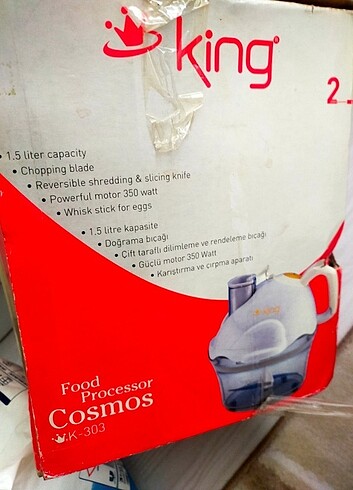 king
2
• 1.5 liter capacity
• Chopping blade
• Reversible shredding & slicing knife
• Powerful motor 350 watt
• Whisk stick for eggs
• 1.5 litre kapasite
• Doğrama bıçağı
• Çift taraflı dilimleme ve rendeleme bıçağı
• Güçlü motor 350 Watt
• Karıştırma ve çırpma aparatı
king
Food
Processor
Cosmos
K-303